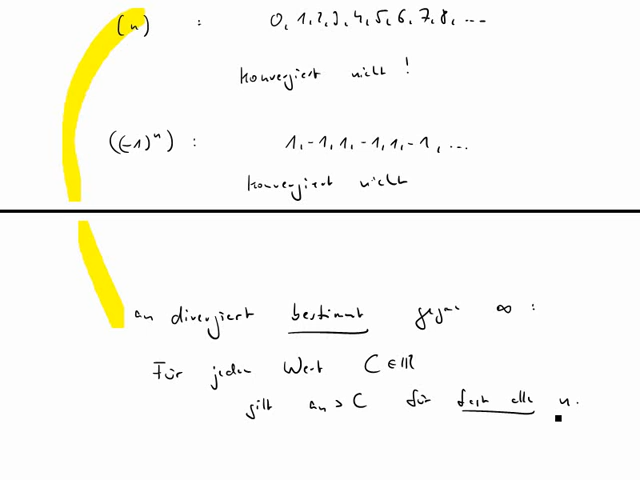 (n) : 0, 1, 2, 3, 4, 5, 6, 7, 8, ...
konvergiert nicht !
((-1)^n) : 1, -1, 1, -1, 1, -1, ...
konvergiert nicht
an divergiert bestimmt gegen ∞ :
Für jeden Wert C ∈ ℝ
gilt an > C für fast alle n.